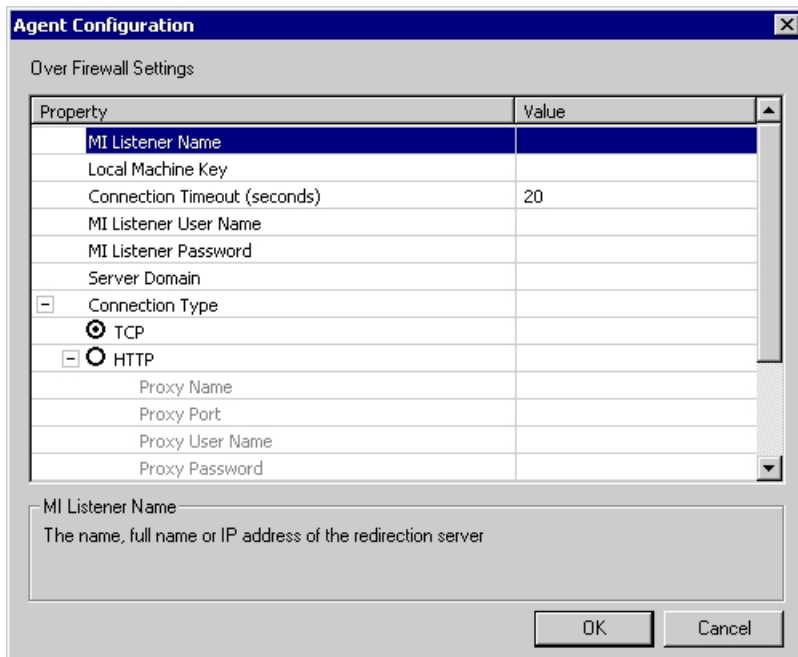 Agent Configuration
Over Firewall Settings
Property Value
MI Listener Name
Local Machine Key
Connection Timeout (seconds) 20
MI Listener User Name
MI Listener Password
Server Domain
Connection Type
TCP
HTTP
Proxy Name
Proxy Port
Proxy User Name
Proxy Password
MI Listener Name
The name, full name or IP address of the redirection server
OK Cancel